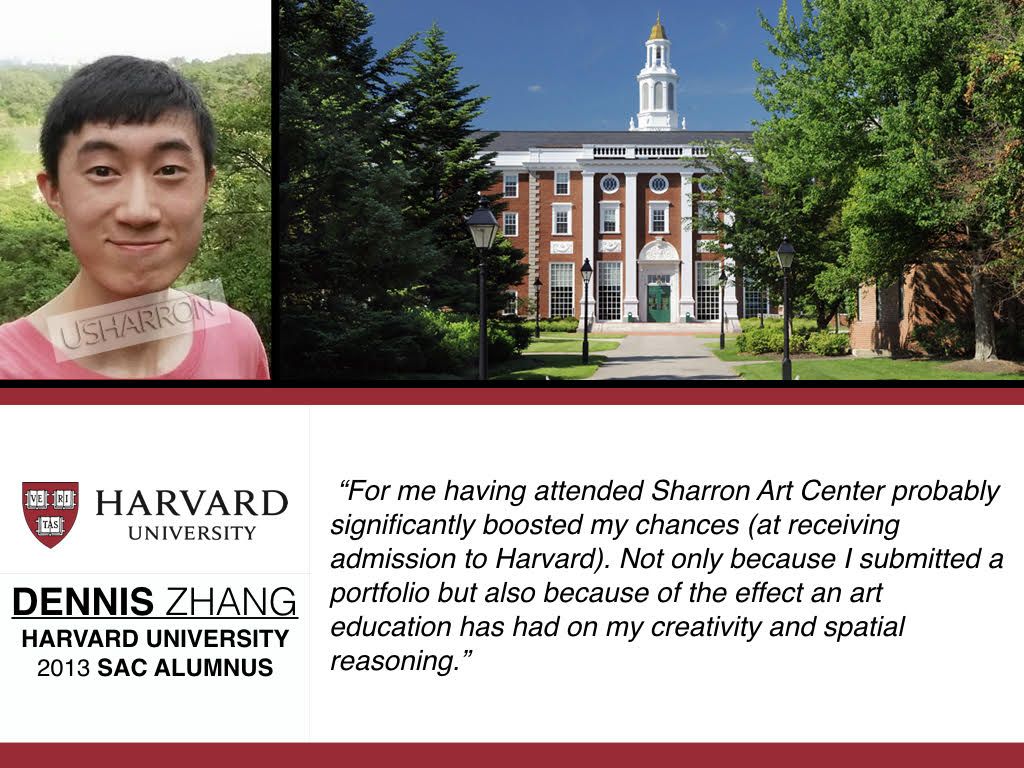 USHARRON
VE RI
TAS
HARVARD
UNIVERSITY
DENNIS ZHANG
HARVARD UNIVERSITY
2013 SAC ALUMNUS
“For me having attended Sharron Art Center probably
significantly boosted my chances (at receiving
admission to Harvard). Not only because I submitted a
portfolio but also because of the effect an art
education has had on my creativity and spatial
reasoning.”